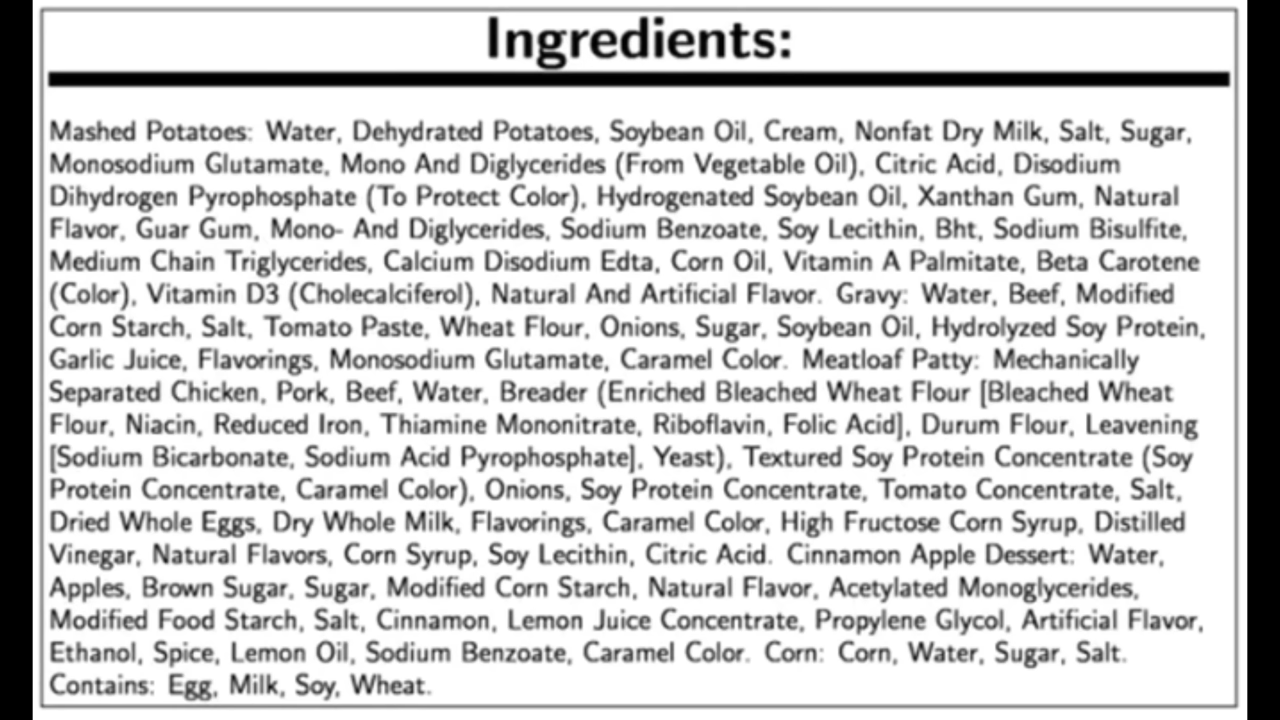 Ingredients:
Mashed Potatoes: Water, Dehydrated Potatoes, Soybean Oil, Cream, Nonfat Dry Milk, Salt, Sugar,
Monosodium Glutamate, Mono And Diglycerides (From Vegetable Oil), Citric Acid, Disodium
Dihydrogen Pyrophosphate (To Protect Color), Hydrogenated Soybean Oil, Xanthan Gum, Natural
Flavor, Guar Gum, Mono- And Diglycerides, Sodium Benzoate, Soy Lecithin, Bht, Sodium Bisulfite,
Medium Chain Triglycerides, Calcium Disodium Edta, Corn Oil, Vitamin A Palmitate, Beta Carotene
(Color), Vitamin D3 (Cholecalciferol), Natural And Artificial Flavor. Gravy: Water, Beef, Modified
Corn Starch, Salt, Tomato Paste, Wheat Flour, Onions, Sugar, Soybean Oil, Hydrolyzed Soy Protein,
Garlic Juice, Flavorings, Monosodium Glutamate, Caramel Color. Meatloaf Patty: Mechanically
Separated Chicken, Pork, Beef, Water, Breader (Enriched Bleached Wheat Flour [Bleached Wheat
Flour, Niacin, Reduced Iron, Thiamine Mononitrate, Riboflavin, Folic Acid], Durum Flour, Leavening
[Sodium Bicarbonate, Sodium Acid Pyrophosphate], Yeast), Textured Soy Protein Concentrate (Soy
Protein Concentrate, Caramel Color), Onions, Soy Protein Concentrate, Tomato Concentrate, Salt,
Dried Whole Eggs, Dry Whole Milk, Flavorings, Caramel Color, High Fructose Corn Syrup, Distilled
Vinegar, Natural Flavors, Corn Syrup, Soy Lecithin, Citric Acid. Cinnamon Apple Dessert: Water,
Apples, Brown Sugar, Sugar, Modified Corn Starch, Natural Flavor, Acetylated Monoglycerides,
Modified Food Starch, Salt, Cinnamon, Lemon Juice Concentrate, Propylene Glycol, Artificial Flavor,
Ethanol, Spice, Lemon Oil, Sodium Benzoate, Caramel Color. Corn: Corn, Water, Sugar, Salt.
Contains: Egg, Milk, Soy, Wheat.